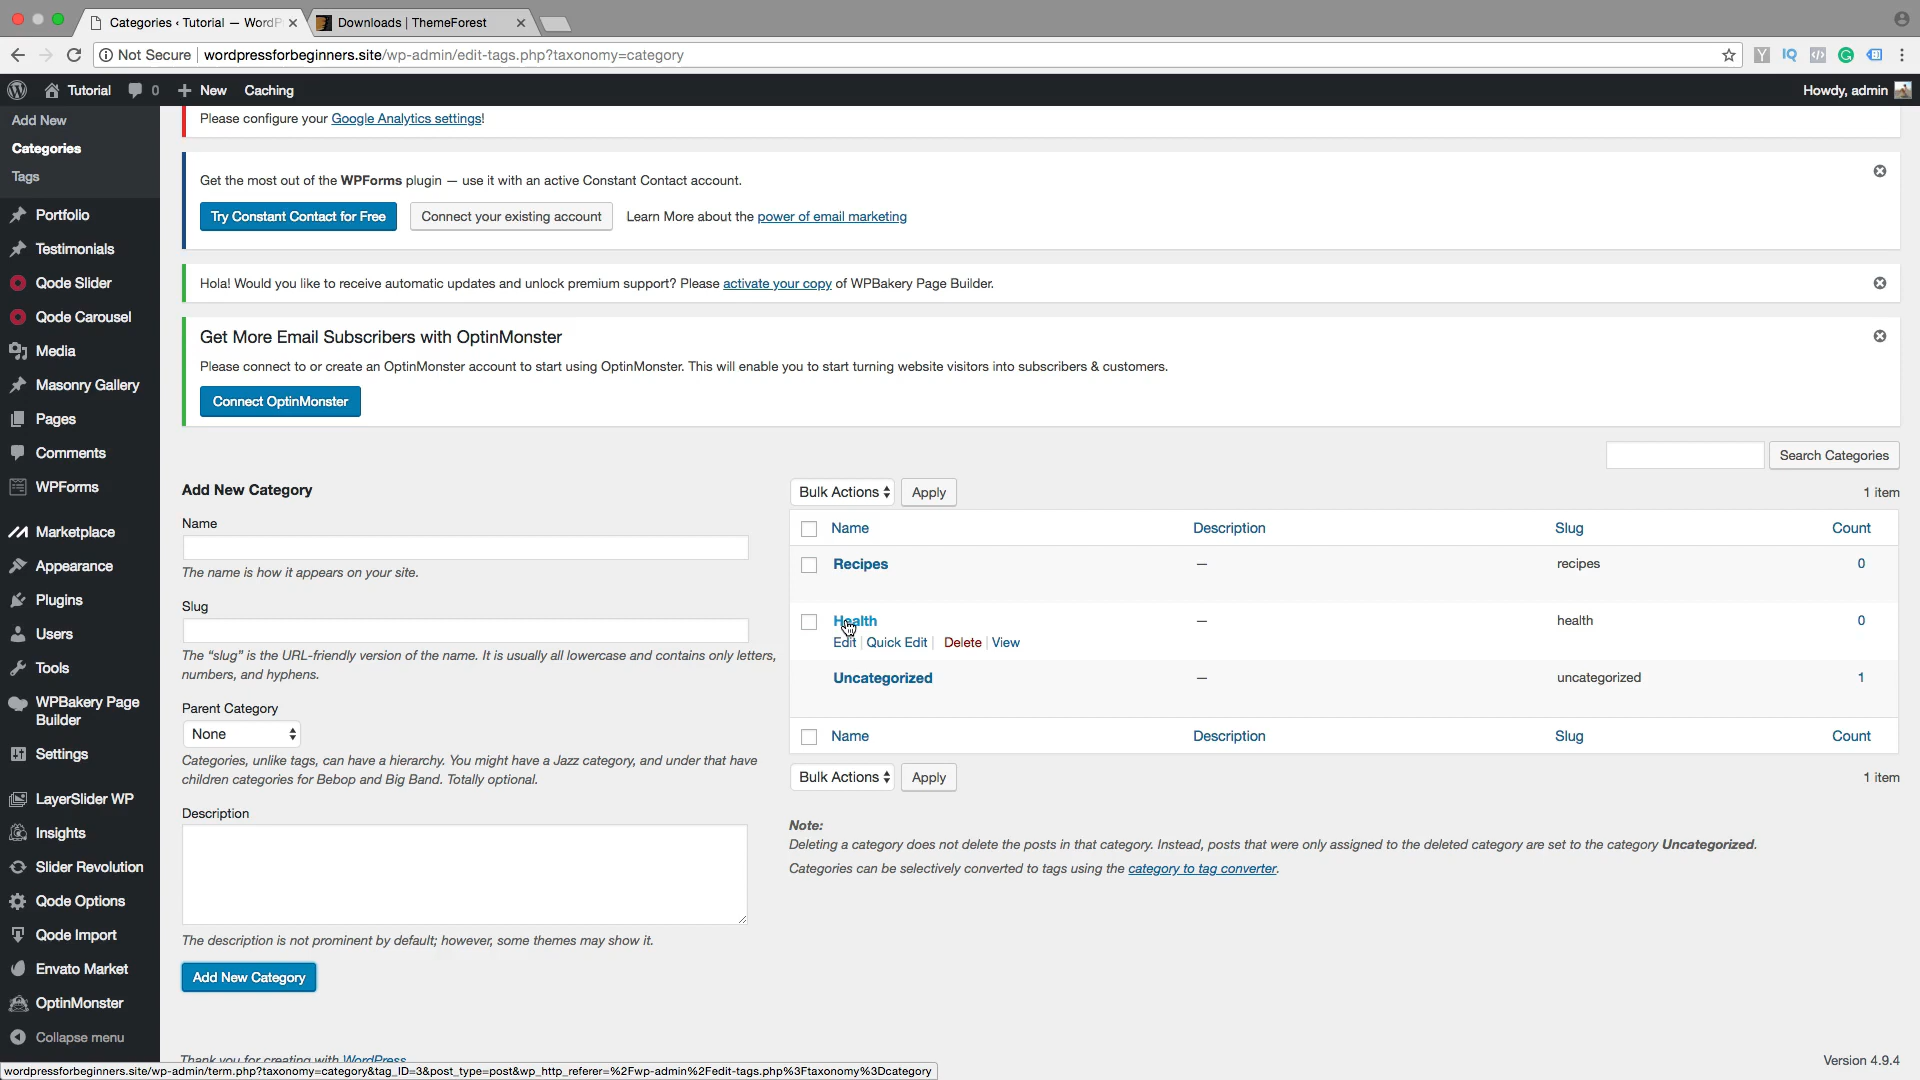 Categories ‹ Tutorial — WordP
Downloads | ThemeForest
Not Secure
wordpressforbeginners.site/wp-admin/edit-tags.php?taxonomy=category
Tutorial
0
New
Caching
Howdy, admin
Add New
Categories
Tags
Portfolio
Testimonials
Qode Slider
Qode Carousel
Media
Masonry Gallery
Pages
Comments
WPForms
Marketplace
Appearance
Plugins
Users
Tools
WPBakery Page
Builder
Settings
LayerSlider WP
Insights
Slider Revolution
Qode Options
Qode Import
Envato Market
OptinMonster
Collapse menu
Please configure your Google Analytics settings!
Get the most out of the WPForms plugin — use it with an active Constant Contact account.
Try Constant Contact for Free
Connect your existing account
Learn More about the power of email marketing
Hola! Would you like to receive automatic updates and unlock premium support? Please activate your copy of WPBakery Page Builder.
Get More Email Subscribers with OptinMonster
Please connect to or create an OptinMonster account to start using OptinMonster. This will enable you to start turning website visitors into subscribers & customers.
Connect OptinMonster
Search Categories
Add New Category
Name
The name is how it appears on your site.
Slug
The “slug” is the URL-friendly version of the name. It is usually all lowercase and contains only letters,
numbers, and hyphens.
Parent Category
None
Categories, unlike tags, can have a hierarchy. You might have a Jazz category, and under that have
children categories for Bebop and Big Band. Totally optional.
Description
The description is not prominent by default; however, some themes may show it.
Add New Category
Bulk Actions
Apply
1 item
Name Description Slug Count
Recipes — recipes 0
Health — health 0
Edit | Quick Edit | Delete | View
Uncategorized — uncategorized 1
Name Description Slug Count
Bulk Actions
Apply
1 item
Note:
Deleting a category does not delete the posts in that category. Instead, posts that were only assigned to the deleted category are set to the category Uncategorized.
Categories can be selectively converted to tags using the category to tag converter.
Thank you for creating with WordPress
Version 4.9.4
wordpressforbeginners.site/wp-admin/term.php?taxonomy=category&tag_ID=3&post_type=post&wp_http_referer=%2Fwp-admin%2Fedit-tags.php%3Ftaxonomy%3Dcategory